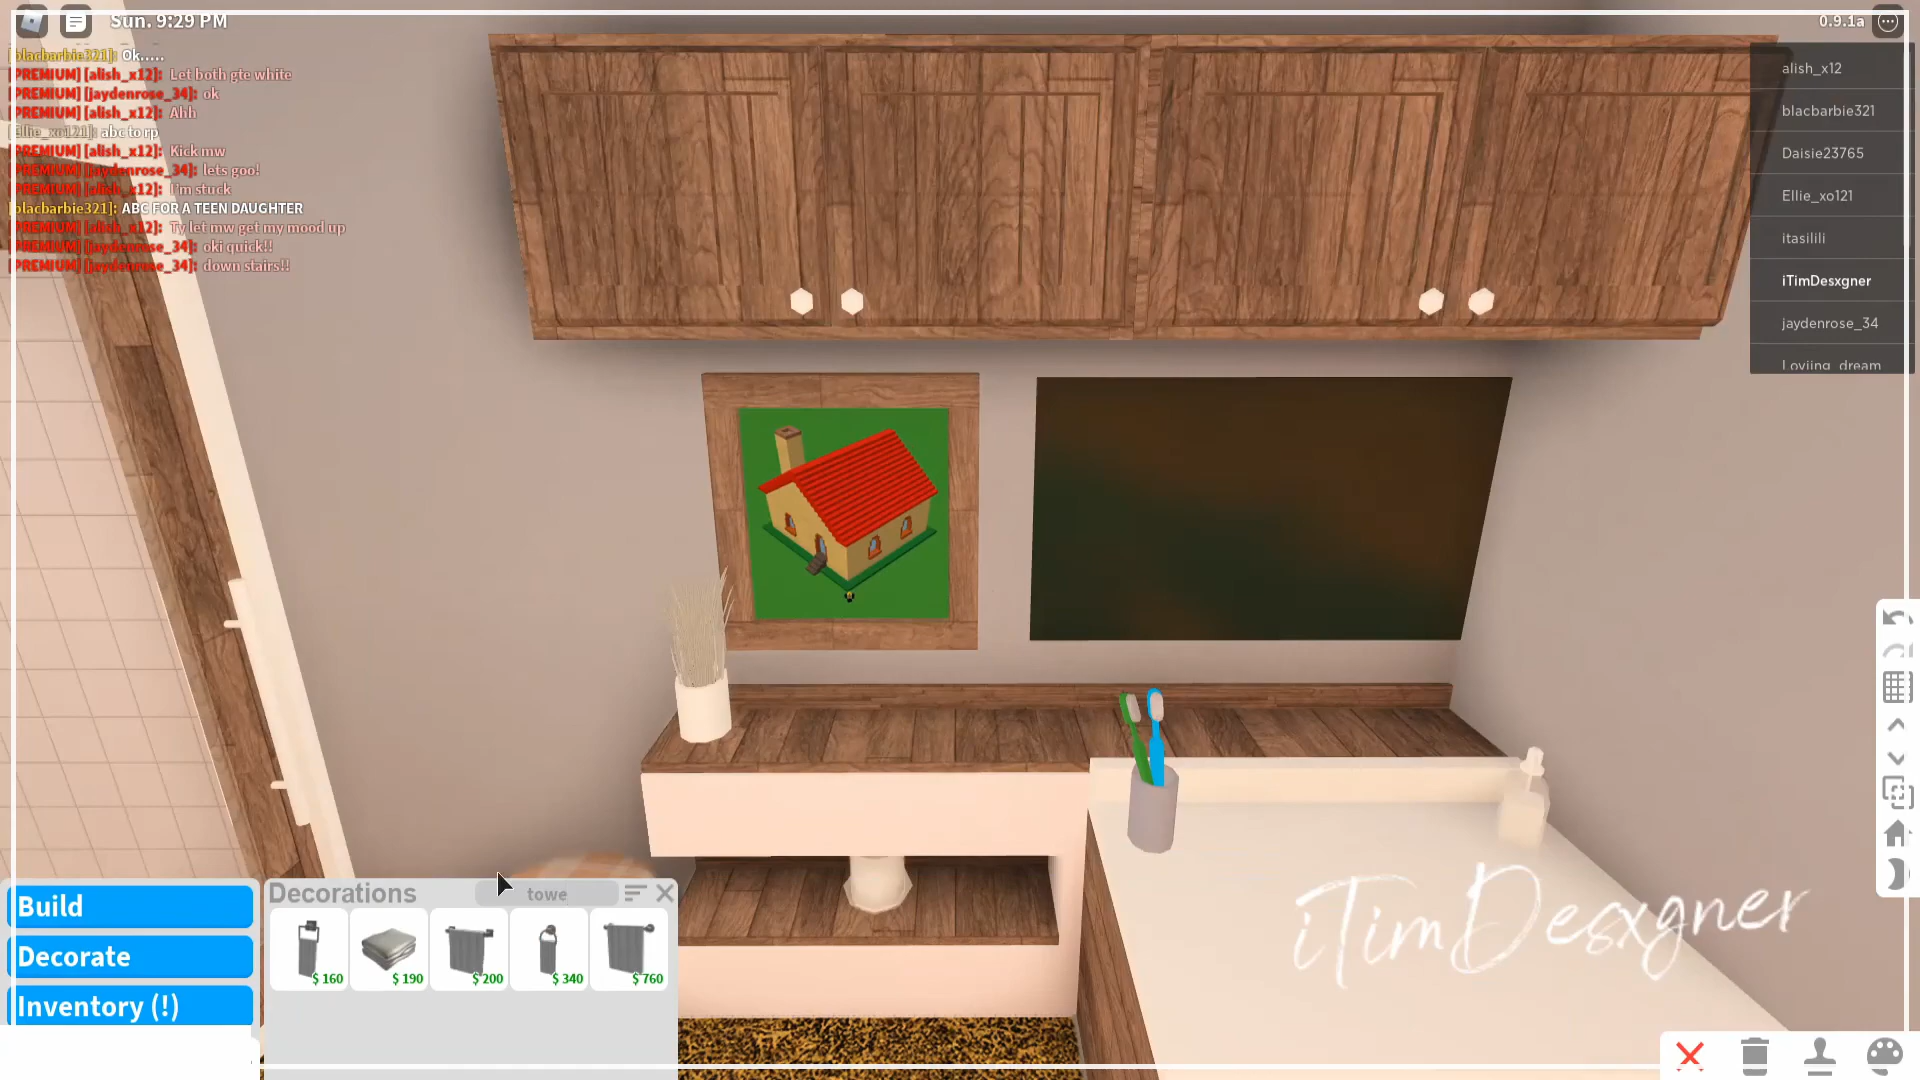 Sun. 9:29 PM
0.9.1a
[blacbarbie321]: Ok.....
[PREMIUM] [alish_x12]: Let both gte white
[PREMIUM] [jaydenrose_34]: ok
[PREMIUM] [alish_x12]: Ahh
[Ellie_xo121]: abc to rp
[PREMIUM] [alish_x12]: Kick mw
[PREMIUM] [jaydenrose_34]: lets goo!
[PREMIUM] [alish_x12]: I'm stuck
[blacbarbie321]: ABC FOR A TEEN DAUGHTER
[PREMIUM] [alish_x12]: Ty let mw get my mood up
[PREMIUM] [jaydenrose_34]: oki quick!!
[PREMIUM] [jaydenrose_34]: down stairs!!
alish_x12
blacbarbie321
Daisie23765
Ellie_xo121
itasilili
iTimDesxgner
jaydenrose_34
Loviing_dream
Build
Decorate
Inventory (!)
Decorations
towe
$ 160
$ 190
$ 200
$ 340
$ 760
iTimDesxgner